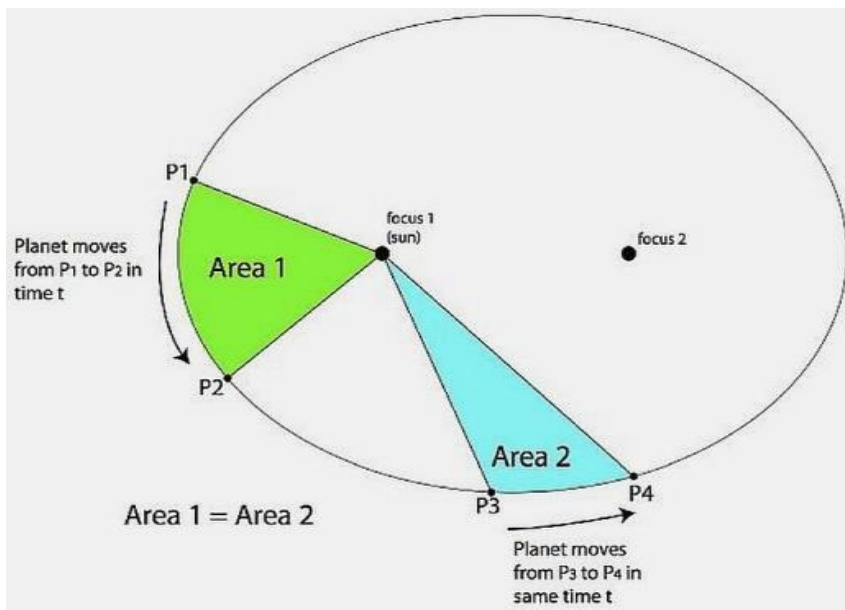 P1
focus 1
(sun)
focus 2
Planet moves
from P1 to P2 in
time t
Area 1
P2
Area 2
P3
P4
Area 1 = Area 2
Planet moves
from P3 to P4 in
same time t